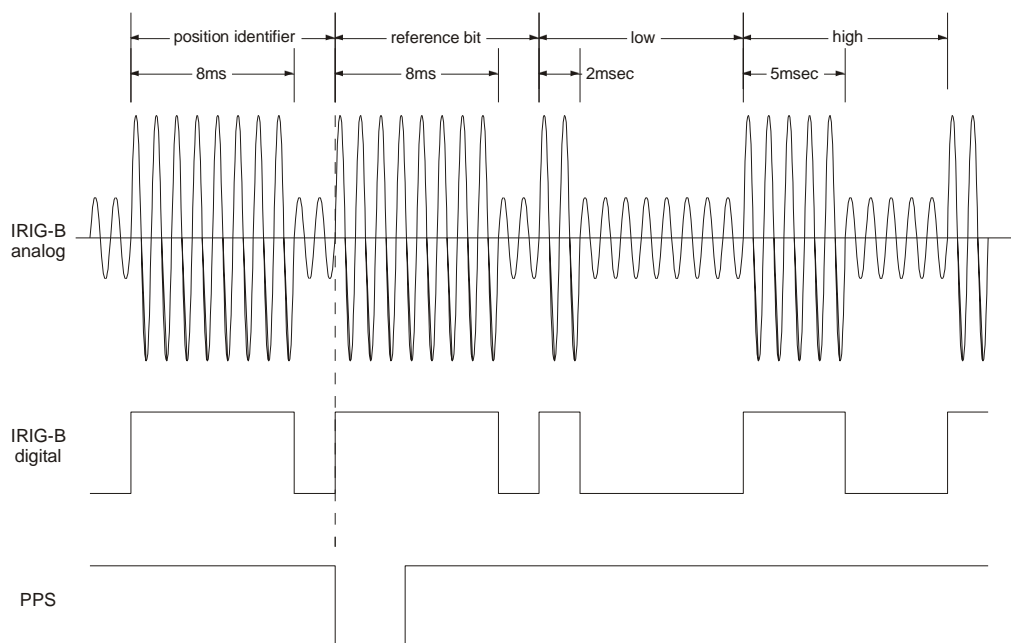 position identifier
reference bit
low
high
8ms
8ms
2msec
5msec
IRIG-B
analog
IRIG-B
digital
PPS